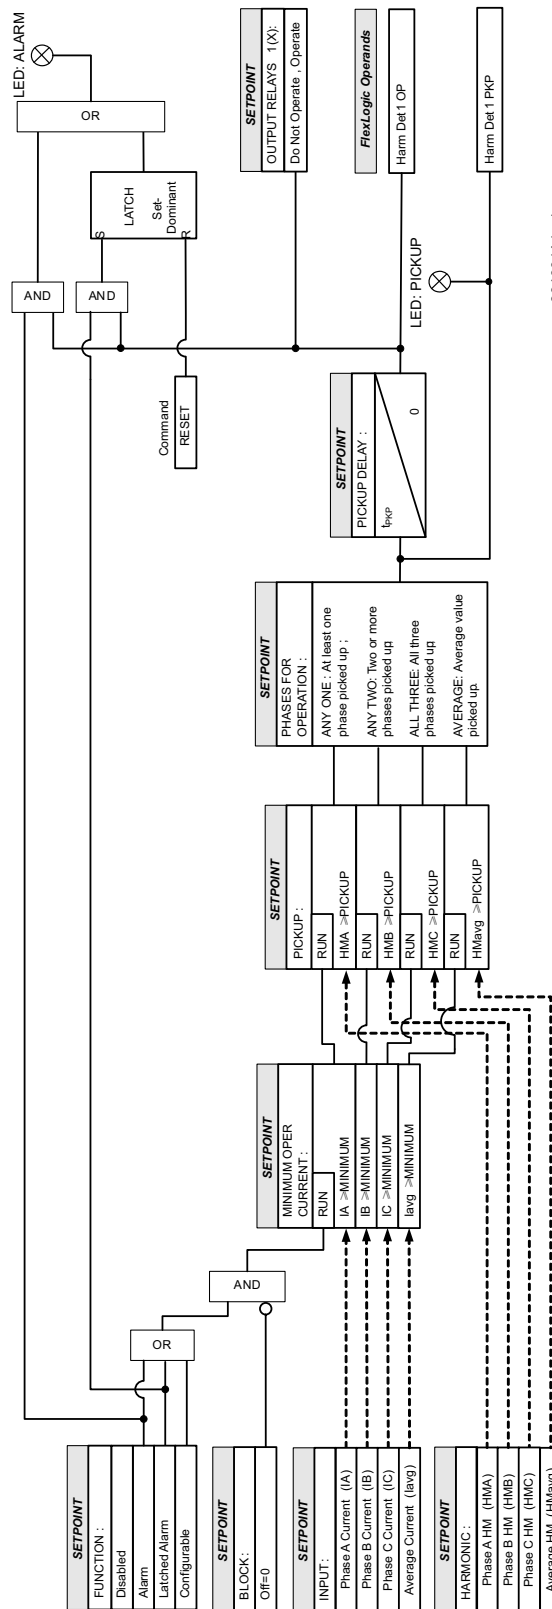 SETPOINT
FUNCTION :
Disabled
Alarm
Latched Alarm
Configurable
SETPOINT
BLOCK :
Off=0
SETPOINT
INPUT :
Phase A Current (IA)
Phase B Current (IB)
Phase C Current (IC)
Average Current (Iavg)
SETPOINT
HARMONIC :
Phase A HM (HMA)
Phase B HM (HMB)
Phase C HM (HMC)
Average HM (HMavg)
OR
AND
SETPOINT
MINIMUM OPER
CURRENT :
RUN
IA >MINIMUM
IB >MINIMUM
IC >MINIMUM
Iavg >MINIMUM
SETPOINT
PICKUP :
RUN
HMA >PICKUP
RUN
HMB >PICKUP
RUN
HMC >PICKUP
RUN
HMavg >PICKUP
SETPOINT
PHASES FOR
OPERATION :
ANY ONE : At least one
phase picked up ;
ANY TWO: Two or more
phases picked up
ALL THREE: All three
phases picked up
AVERAGE: Average value
picked up.
SETPOINT
PICKUP DELAY :
tPKP
0
Command
RESET
AND
AND
S
LATCH
Set-
Dominant
R
OR
LED: ALARM
LED: PICKUP
SETPOINT
OUTPUT RELAYS 1(X):
Do Not Operate , Operate
FlexLogic Operands
Harm Det 1 OP
Harm Det 1 PKP